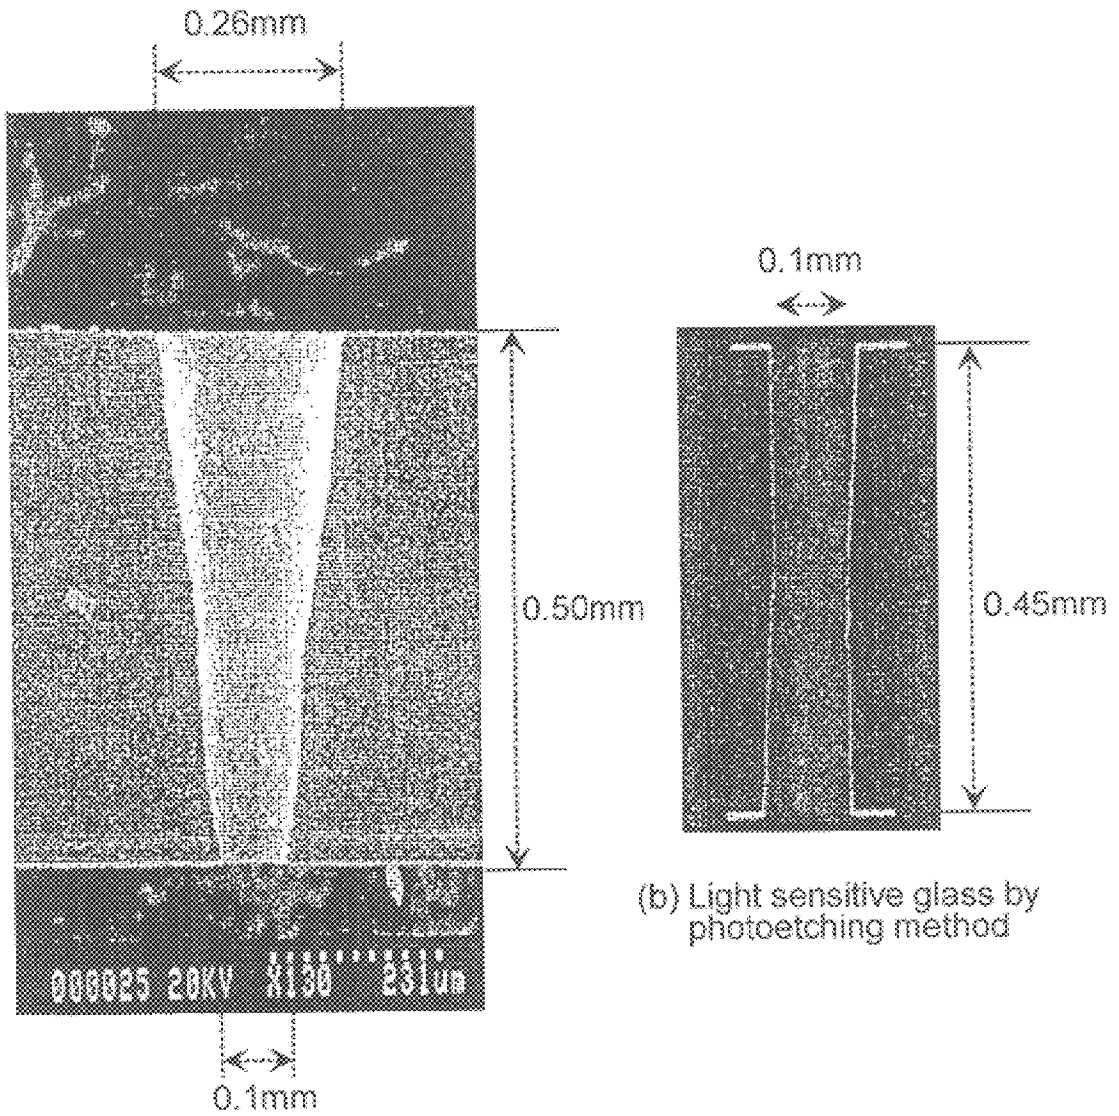 0.26mm
0.1mm
0.50mm
0.45mm
(b) Light sensitive glass by
photoetching method
000025 20KV X130 231um
0.1mm